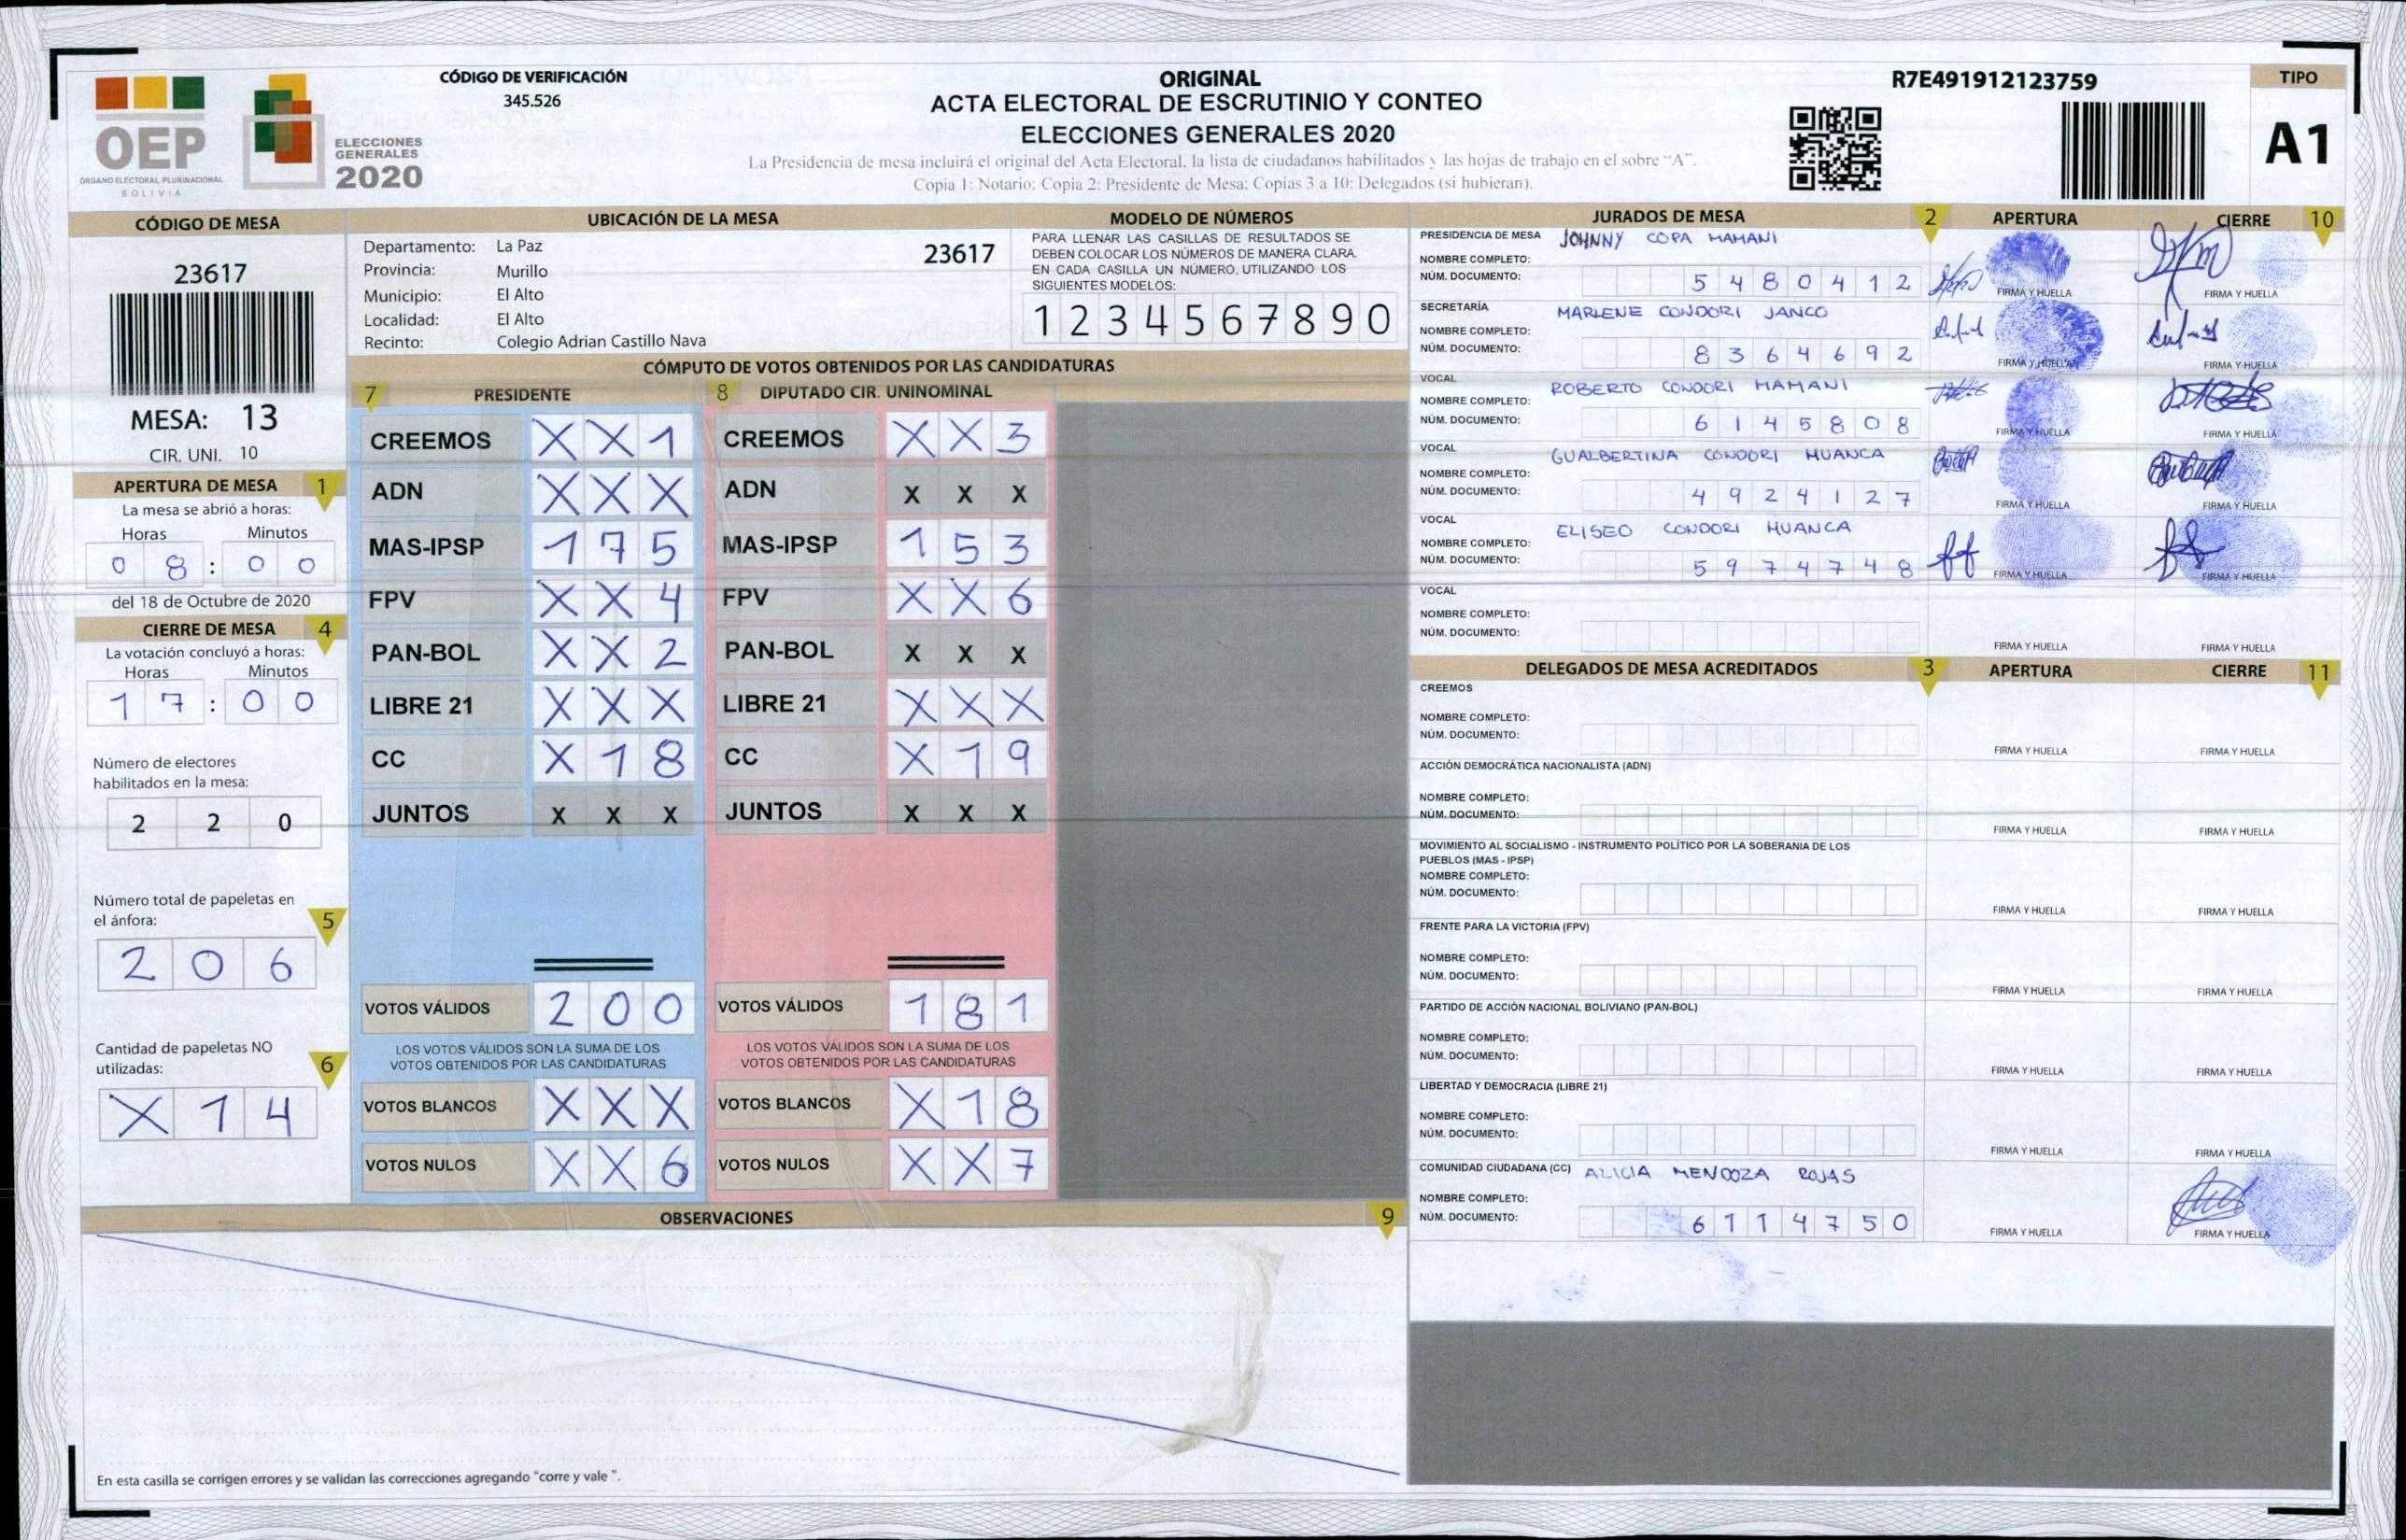 OEP
ÓRGANO ELECTORAL PLURINACIONAL
BOLIVIA
ELECCIONES
GENERALES
2020
CÓDIGO DE VERIFICACIÓN
345.526
ORIGINAL
ACTA ELECTORAL DE ESCRUTINIO Y CONTEO
ELECCIONES GENERALES 2020
La Presidencia de mesa incluirá el original del Acta Electoral, la lista de ciudadanos habilitados y las hojas de trabajo en el sobre "A".
Copia 1: Notario; Copia 2: Presidente de Mesa; Copias 3 a 10: Delegados (si hubieran).
R7E491912123759
TIPO
A1
CÓDIGO DE MESA
23617
MESA: 13
CIR. UNI. 10
APERTURA DE MESA 1
La mesa se abrió a horas:
Horas Minutos
0 8 : 0 0
del 18 de Octubre de 2020
CIERRE DE MESA 4
La votación concluyó a horas:
Horas Minutos
1 7 : 0 0
Número de electores
habilitados en la mesa:
2 2 0
Número total de papeletas en
el ánfora: 5
2 0 6
Cantidad de papeletas NO
utilizadas: 6
X 1 4
UBICACIÓN DE LA MESA
Departamento: La Paz 23617
Provincia: Murillo
Municipio: El Alto
Localidad: El Alto
Recinto: Colegio Adrian Castillo Nava
MODELO DE NÚMEROS
PARA LLENAR LAS CASILLAS DE RESULTADOS SE
DEBEN COLOCAR LOS NÚMEROS DE MANERA CLARA.
EN CADA CASILLA UN NÚMERO, UTILIZANDO LOS
SIGUIENTES MODELOS:
1 2 3 4 5 6 7 8 9 0
CÓMPUTO DE VOTOS OBTENIDOS POR LAS CANDIDATURAS
7 PRESIDENTE
CREEMOS X X 1
ADN X X X
MAS-IPSP 1 7 5
FPV X X 4
PAN-BOL X X 2
LIBRE 21 X X X
CC X 1 8
JUNTOS X X X
VOTOS VÁLIDOS 2 0 0
LOS VOTOS VÁLIDOS SON LA SUMA DE LOS
VOTOS OBTENIDOS POR LAS CANDIDATURAS
VOTOS BLANCOS X X X
VOTOS NULOS X X 6
8 DIPUTADO CIR. UNINOMINAL
CREEMOS X X 3
ADN X X X
MAS-IPSP 1 5 3
FPV X X 6
PAN-BOL X X X
LIBRE 21 X X X
CC X 1 9
JUNTOS X X X
VOTOS VÁLIDOS 1 8 1
LOS VOTOS VÁLIDOS SON LA SUMA DE LOS
VOTOS OBTENIDOS POR LAS CANDIDATURAS
VOTOS BLANCOS X 1 8
VOTOS NULOS X X 7
OBSERVACIONES 9
En esta casilla se corrigen errores y se validan las correcciones agregando "corre y vale ".
JURADOS DE MESA 2 APERTURA CIERRE 10
PRESIDENCIA DE MESA JOHNNY COPA MAMANI
NOMBRE COMPLETO:
NÚM. DOCUMENTO: 5 4 8 0 4 1 2
FIRMA Y HUELLA FIRMA Y HUELLA
SECRETARÍA MARLENE CONDORI JANCO
NOMBRE COMPLETO:
NÚM. DOCUMENTO: 8 3 6 4 6 9 2
FIRMA Y HUELLA FIRMA Y HUELLA
VOCAL ROBERTO CONDORI MAMANI
NOMBRE COMPLETO:
NÚM. DOCUMENTO: 6 1 4 5 8 0 8
FIRMA Y HUELLA FIRMA Y HUELLA
VOCAL GUALBERTINA CONDORI HUANCA
NOMBRE COMPLETO:
NÚM. DOCUMENTO: 4 9 2 4 1 2 7
FIRMA Y HUELLA FIRMA Y HUELLA
VOCAL ELISEO CONDORI HUANCA
NOMBRE COMPLETO:
NÚM. DOCUMENTO: 5 9 7 4 7 4 8
FIRMA Y HUELLA FIRMA Y HUELLA
VOCAL
NOMBRE COMPLETO:
NÚM. DOCUMENTO:
FIRMA Y HUELLA FIRMA Y HUELLA
DELEGADOS DE MESA ACREDITADOS 3 APERTURA CIERRE 11
CREEMOS
NOMBRE COMPLETO:
NÚM. DOCUMENTO:
FIRMA Y HUELLA FIRMA Y HUELLA
ACCIÓN DEMOCRÁTICA NACIONALISTA (ADN)
NOMBRE COMPLETO:
NÚM. DOCUMENTO:
FIRMA Y HUELLA FIRMA Y HUELLA
MOVIMIENTO AL SOCIALISMO - INSTRUMENTO POLÍTICO POR LA SOBERANIA DE LOS
PUEBLOS (MAS - IPSP)
NOMBRE COMPLETO:
NÚM. DOCUMENTO:
FIRMA Y HUELLA FIRMA Y HUELLA
FRENTE PARA LA VICTORIA (FPV)
NOMBRE COMPLETO:
NÚM. DOCUMENTO:
FIRMA Y HUELLA FIRMA Y HUELLA
PARTIDO DE ACCIÓN NACIONAL BOLIVIANO (PAN-BOL)
NOMBRE COMPLETO:
NÚM. DOCUMENTO:
FIRMA Y HUELLA FIRMA Y HUELLA
LIBERTAD Y DEMOCRACIA (LIBRE 21)
NOMBRE COMPLETO:
NÚM. DOCUMENTO:
FIRMA Y HUELLA FIRMA Y HUELLA
COMUNIDAD CIUDADANA (CC) ALICIA MENDOZA ROJAS
NOMBRE COMPLETO:
NÚM. DOCUMENTO: 6 1 1 4 7 5 0
FIRMA Y HUELLA FIRMA Y HUELLA